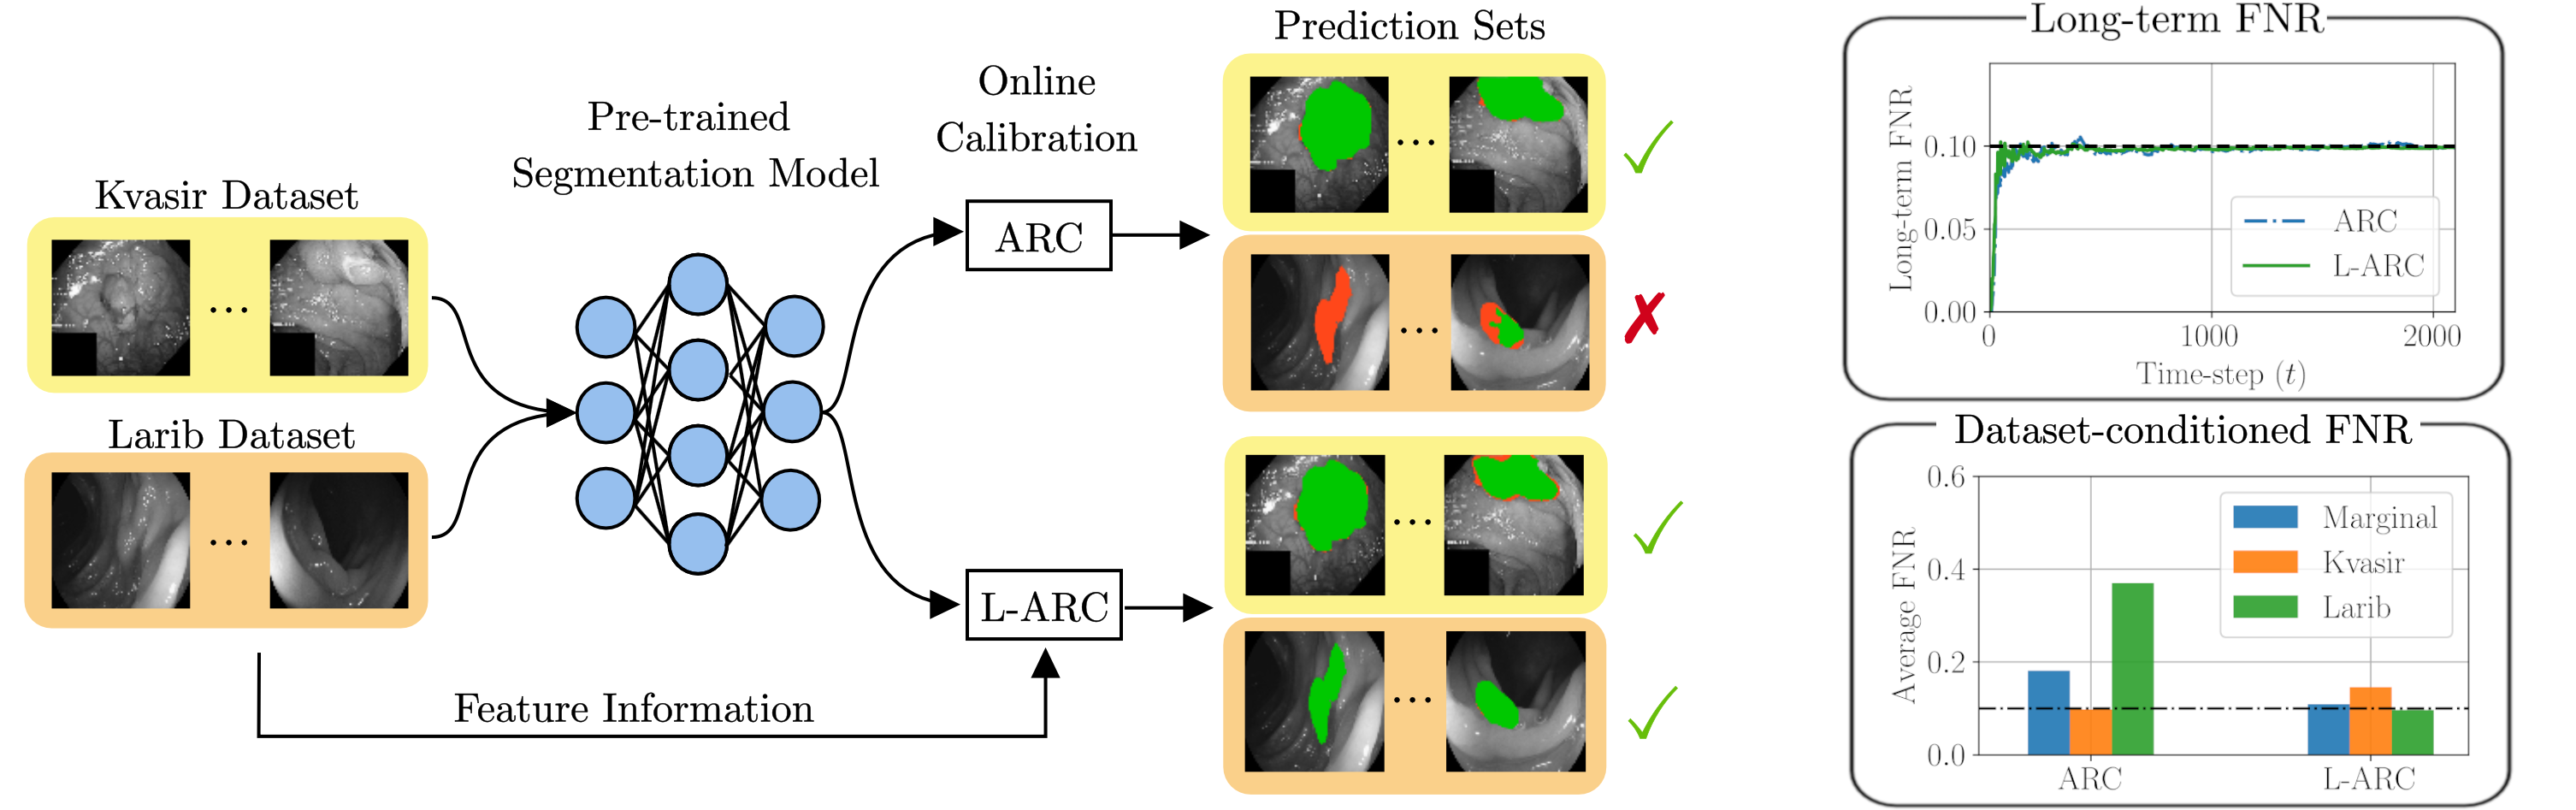 Kvasir Dataset
...
Larib Dataset
...
Feature Information
Pre-trained
Segmentation Model
Online
Calibration
ARC
L-ARC
Prediction Sets
...
...
...
...
✓
✗
✓
✓
Long-term FNR
Long-term FNR
0.10
0.05
0.00
0
1000
2000
Time-step (t)
ARC
L-ARC
Dataset-conditioned FNR
Average FNR
0.6
0.4
0.2
0.0
Marginal
Kvasir
Larib
ARC
L-ARC